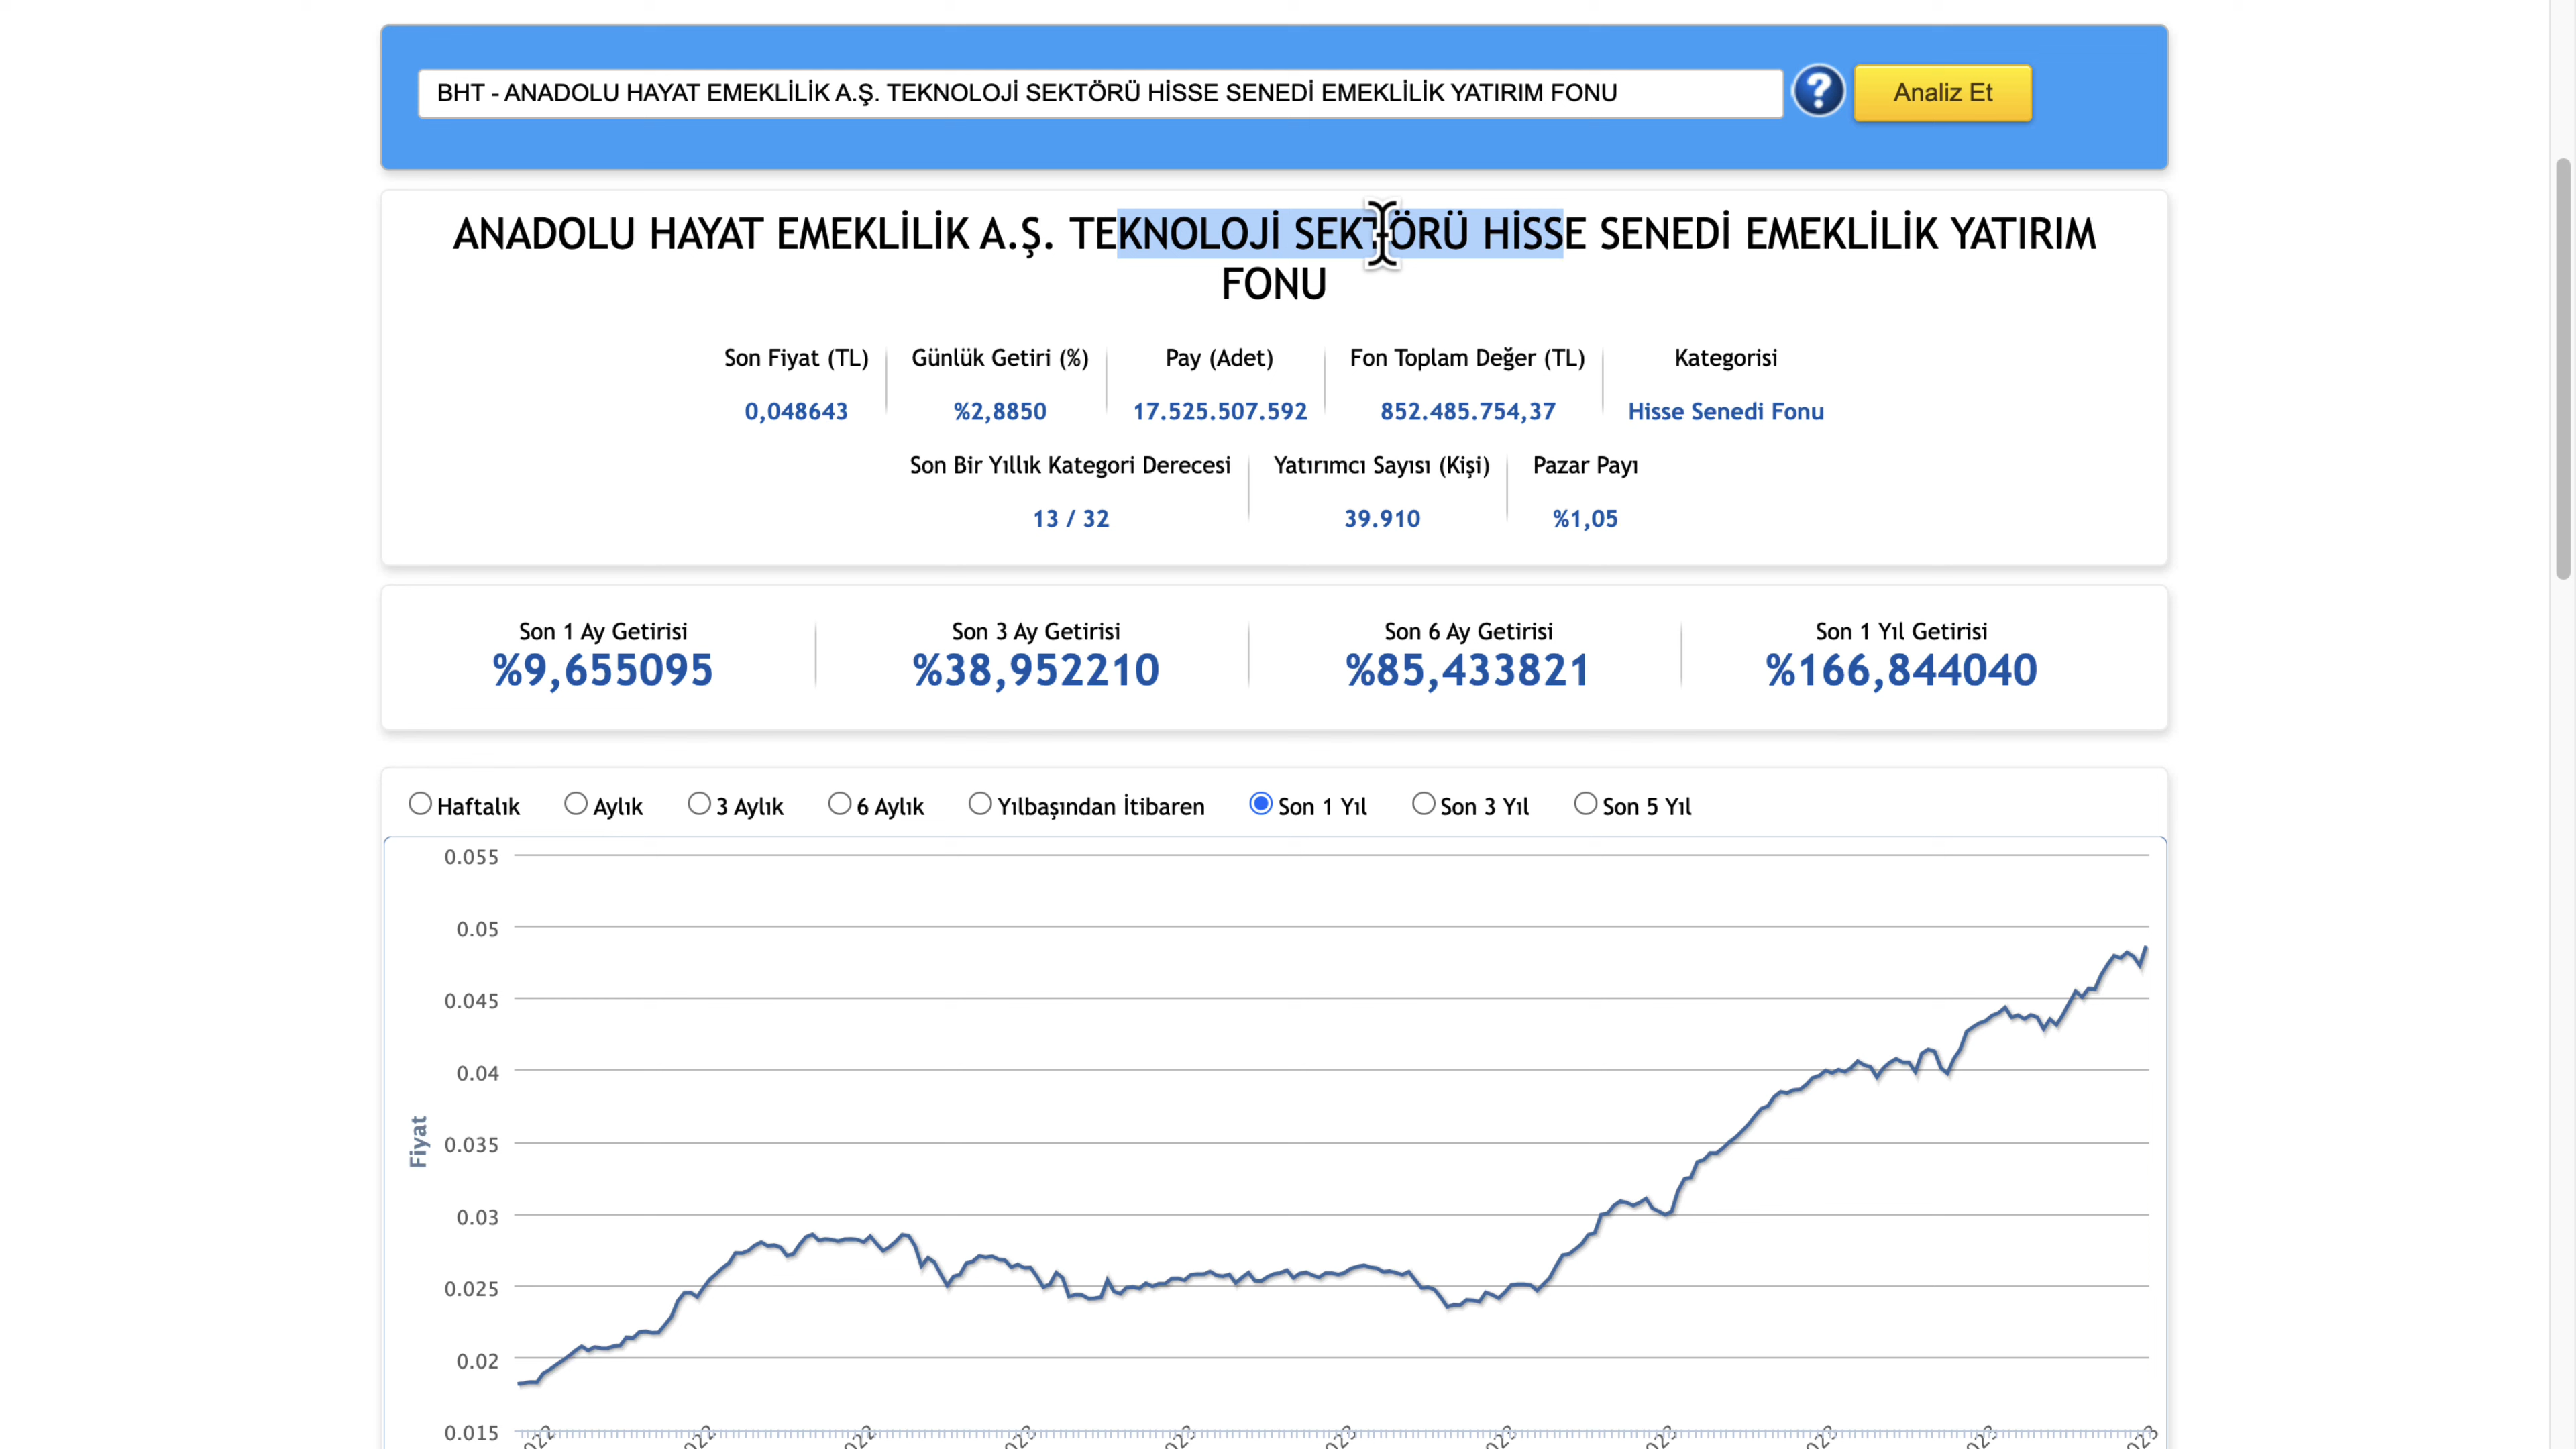 BHT - ANADOLU HAYAT EMEKLİLİK A.Ş. TEKNOLOJİ SEKTÖRÜ HİSSE SENEDİ EMEKLİLİK YATIRIM FONU
?
Analiz Et
ANADOLU HAYAT EMEKLİLİK A.Ş. TEKNOLOJİ SEKTÖRÜ HİSSE SENEDİ EMEKLİLİK YATIRIM
FONU
Son Fiyat (TL) Günlük Getiri (%) Pay (Adet) Fon Toplam Değer (TL) Kategorisi
0,048643 %2,8850 17.525.507.592 852.485.754,37 Hisse Senedi Fonu
Son Bir Yıllık Kategori Derecesi Yatırımcı Sayısı (Kişi) Pazar Payı
13 / 32 39.910 %1,05
Son 1 Ay Getirisi Son 3 Ay Getirisi Son 6 Ay Getirisi Son 1 Yıl Getirisi
%9,655095 %38,952210 %85,433821 %166,844040
Haftalık Aylık 3 Aylık 6 Aylık Yılbaşından İtibaren Son 1 Yıl Son 3 Yıl Son 5 Yıl
0.055
0.05
0.045
0.04
Fiyat
0.035
0.03
0.025
0.02
0.015